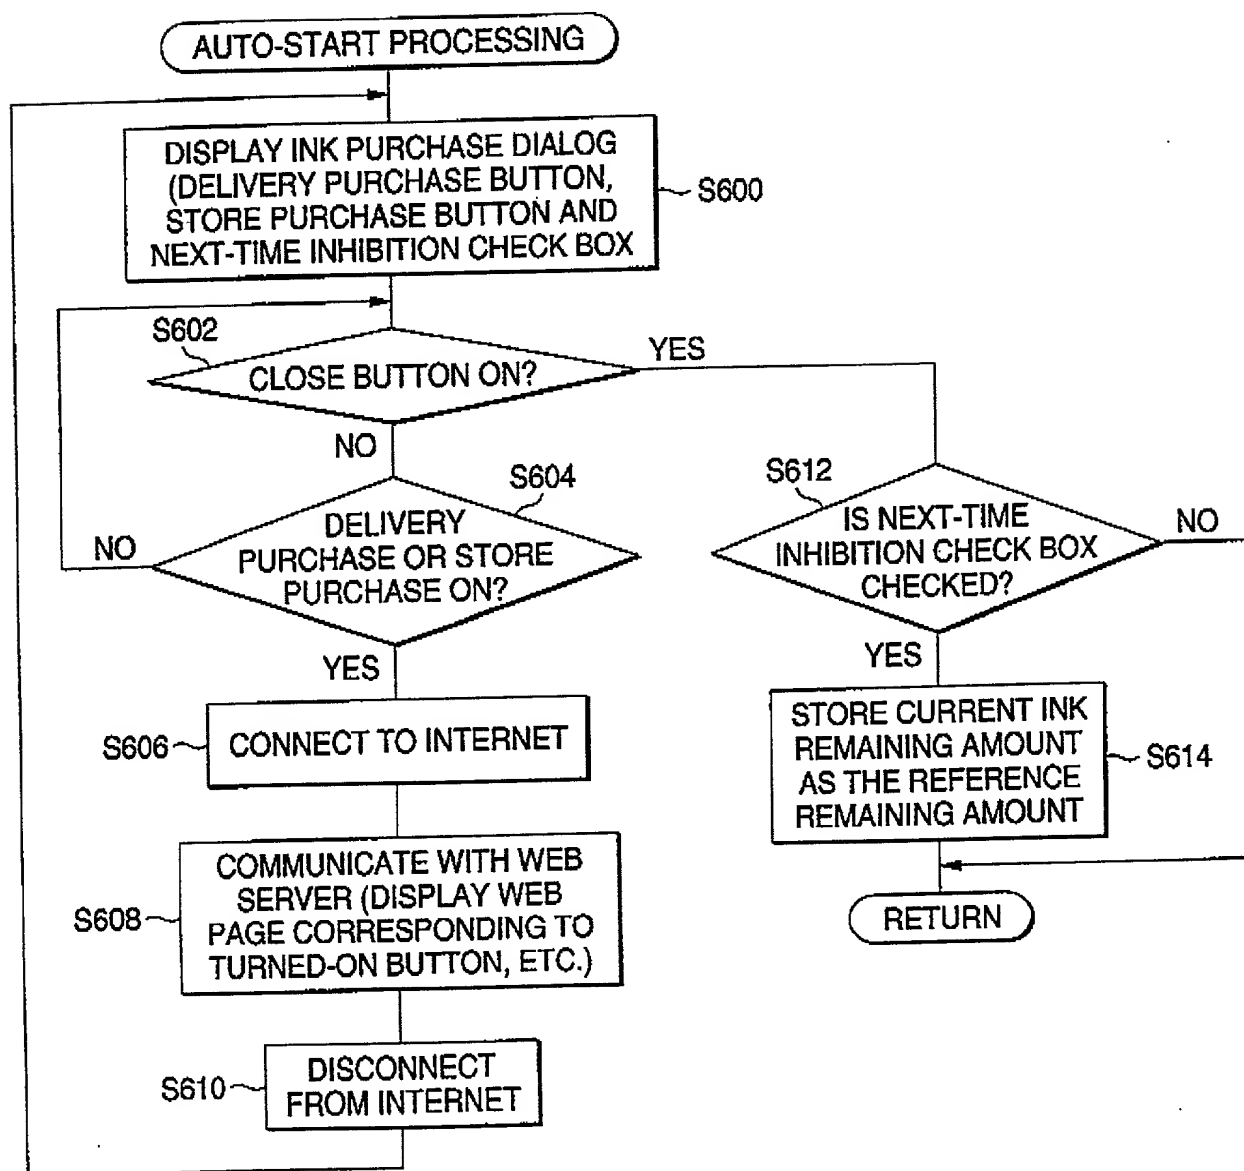 AUTO-START PROCESSING
DISPLAY INK PURCHASE DIALOG
(DELIVERY PURCHASE BUTTON,
STORE PURCHASE BUTTON AND
NEXT-TIME INHIBITION CHECK BOX
S600
S602
CLOSE BUTTON ON?
YES
NO
S604
DELIVERY
PURCHASE OR STORE
PURCHASE ON?
NO
YES
S606
CONNECT TO INTERNET
S608
COMMUNICATE WITH WEB
SERVER (DISPLAY WEB
PAGE CORRESPONDING TO
TURNED-ON BUTTON, ETC.)
S610
DISCONNECT
FROM INTERNET
S612
IS NEXT-TIME
INHIBITION CHECK BOX
CHECKED?
NO
YES
STORE CURRENT INK
REMAINING AMOUNT
AS THE REFERENCE
REMAINING AMOUNT
S614
RETURN